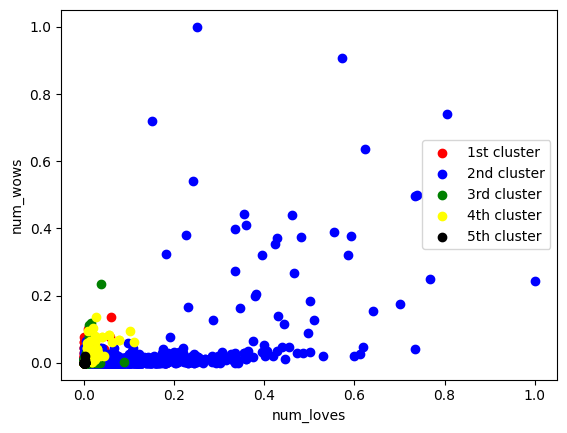 1.0
0.8
0.6
0.4
0.2
0.0
num_wows
1st cluster
2nd cluster
3rd cluster
4th cluster
5th cluster
0.0 0.2 0.4 0.6 0.8 1.0
num_loves